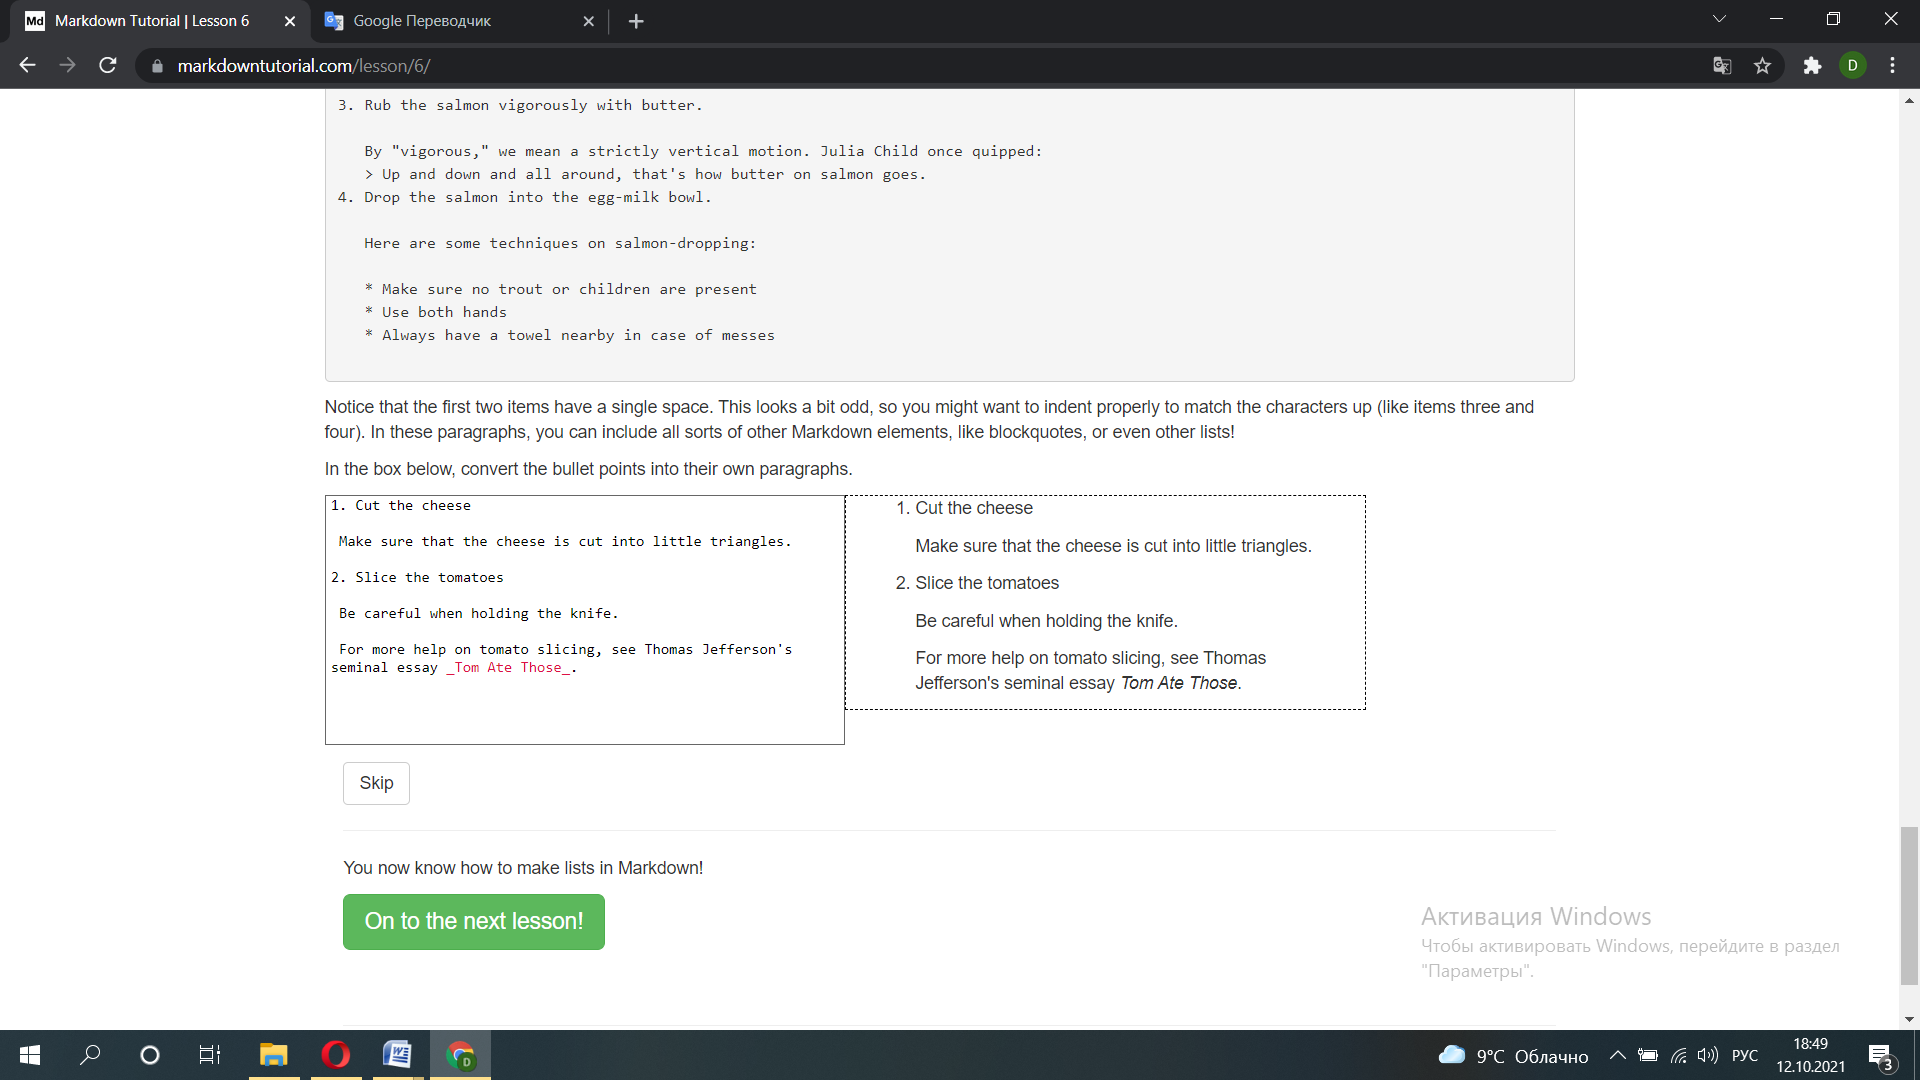 Md Markdown Tutorial | Lesson 6
Google Переводчик
markdowntutorial.com/lesson/6/
D
3. Rub the salmon vigorously with butter.
By "vigorous," we mean a strictly vertical motion. Julia Child once quipped:
> Up and down and all around, that's how butter on salmon goes.
4. Drop the salmon into the egg-milk bowl.
Here are some techniques on salmon-dropping:
* Make sure no trout or children are present
* Use both hands
* Always have a towel nearby in case of messes
Notice that the first two items have a single space. This looks a bit odd, so you might want to indent properly to match the characters up (like items three and
four). In these paragraphs, you can include all sorts of other Markdown elements, like blockquotes, or even other lists!
In the box below, convert the bullet points into their own paragraphs.
1. Cut the cheese
Make sure that the cheese is cut into little triangles.
2. Slice the tomatoes
Be careful when holding the knife.
For more help on tomato slicing, see Thomas Jefferson's
seminal essay _Tom Ate Those_.
1. Cut the cheese
Make sure that the cheese is cut into little triangles.
2. Slice the tomatoes
Be careful when holding the knife.
For more help on tomato slicing, see Thomas
Jefferson's seminal essay Tom Ate Those.
Skip
You now know how to make lists in Markdown!
On to the next lesson!
Активация Windows
Чтобы активировать Windows, перейдите в раздел
"Параметры".
9°C Облачно
РУС
18:49
12.10.2021
3